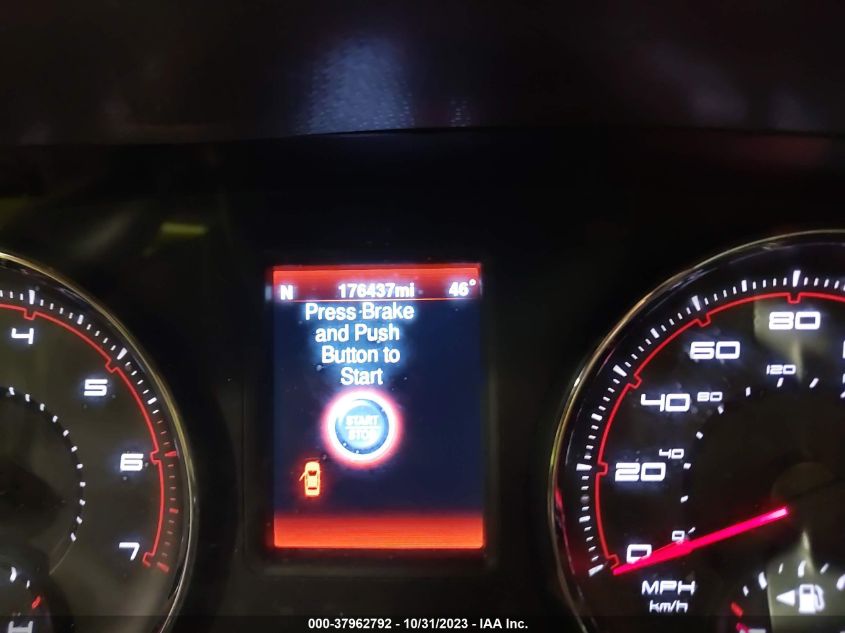 N 176437mi 46°
Press Brake
and Push
Button to
Start
START
STOP
4
5
6
7
80
60
120
40 80
40
20
0
0
MPH
km/h
000-37962792 - 10/31/2023 - IAA Inc.